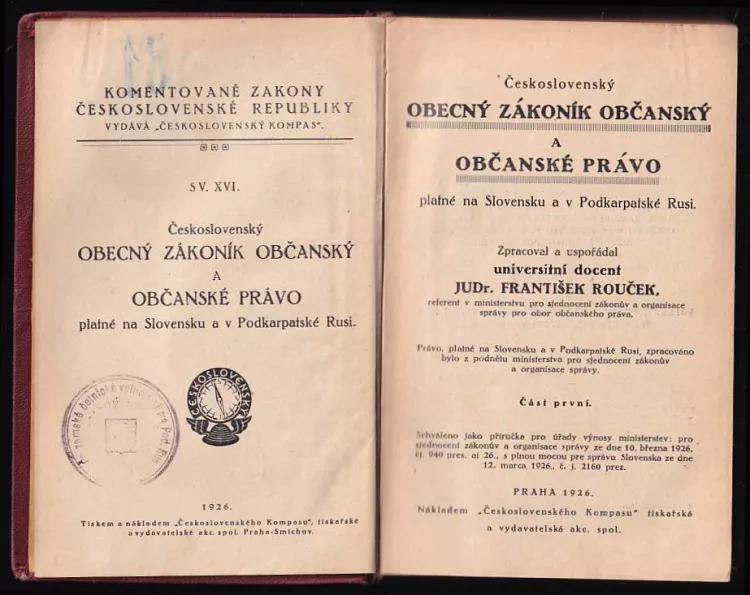 KOMENTOVANÉ ZAKONY
ČESKOSLOVENSKÉ REPUBLIKY
VYDÁVÁ „ČESKOSLOVENSKÝ KOMPAS“.
SV. XVI.
Československý
OBECNÝ ZÁKONÍK OBČANSKÝ
A
OBČANSKÉ PRÁVO
platné na Slovensku a v Podkarpatské Rusi.
ČESKOSLOVENSKÝ
1926.
Tiskem a nákladem „Československého Kompasu“, tiskařské
a vydavatelské akc. spol. Praha-Smíchov.
Československý
OBECNÝ ZÁKONÍK OBČANSKÝ
A
OBČANSKÉ PRÁVO
platné na Slovensku a v Podkarpatské Rusi.
Zpracoval a uspořádal
universitní docent
JUDr. FRANTIŠEK ROUČEK,
referent v ministerstvu pro sjednocení zákonův a organisace
správy pro obor občanského práva.
Právo, platné na Slovensku a v Podkarpatské Rusi, zpracováno
bylo z podnětu ministerstva pro sjednocení zákonův
a organisace správy.
Část první.
Schváleno jako příručka pro úřady výnosy ministerstev: pro
sjednocení zákonův a organisace správy ze dne 10. března 1926,
čj. 940 pres. ai 26., s plnou mocou pre správu Slovenska ze dne
12. marca 1926., č. j. 2160 prez.
PRAHA 1926.
Nákladem „Československého Kompasu“ tiskařské
a vydavatelská akc. spol.